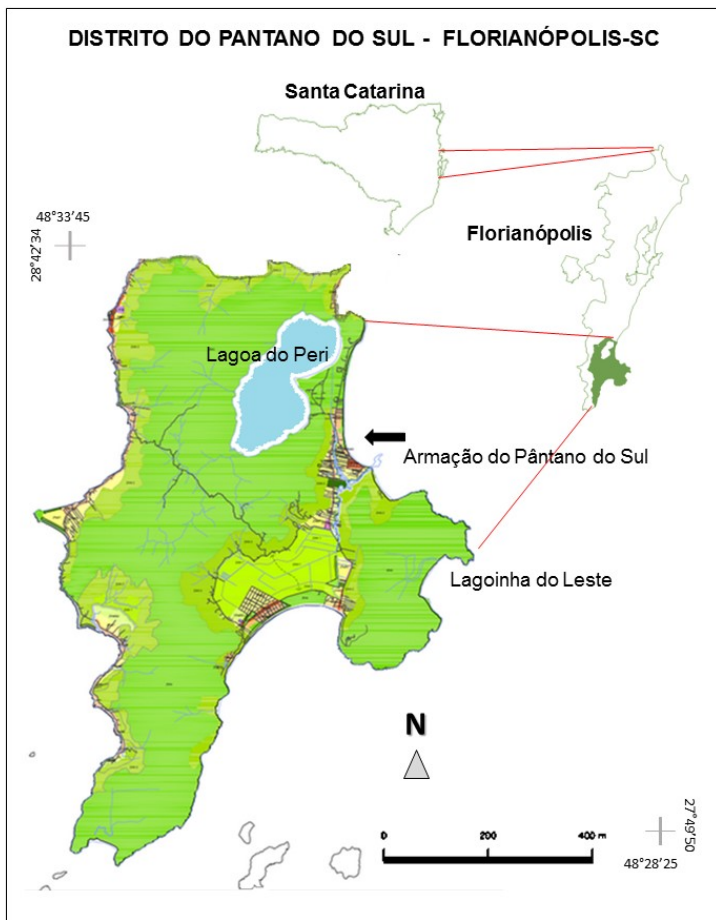 DISTRITO DO PANTANO DO SUL - FLORIANÓPOLIS-SC
Santa Catarina
48°33'45
28°42'34
Florianópolis
Lagoa do Peri
Armação do Pântano do Sul
Lagoinha do Leste
N
0 200 400 m
27°49'50
48°28'25